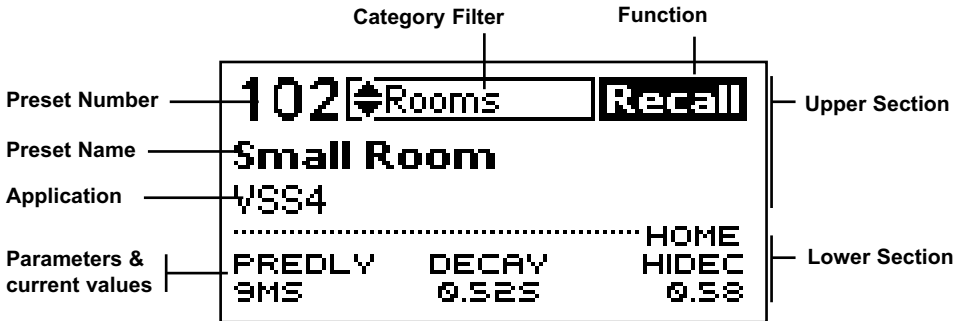 Category Filter
Function
Preset Number
102
Rooms
Recall
Upper Section
Preset Name
Small Room
Application
VSS4
HOME
Parameters &
current values
PREDLY DECAY HIDEC
9MS 0.52S 0.58
Lower Section